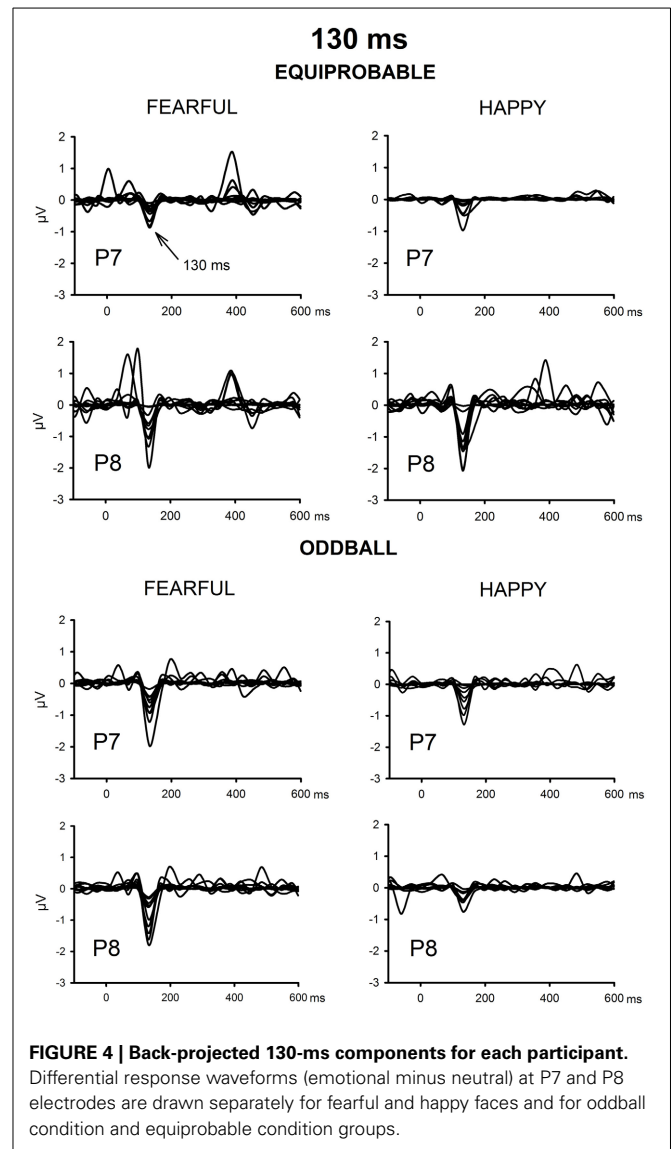 130 ms
EQUIPROBABLE
FEARFUL HAPPY
2 2
1 1
0 0
µV
-1 -1
P7 130 ms P7
-2 -2
-3 -3
0 200 400 600 ms 0 200 400 600 ms
2 2
1 1
0 0
µV
-1 -1
P8 P8
-2 -2
-3 -3
0 200 400 600 ms 0 200 400 600 ms
ODDBALL
FEARFUL HAPPY
2 2
1 1
0 0
µV
-1 -1
P7 P7
-2 -2
-3 -3
0 200 400 600 ms 0 200 400 600 ms
2 2
1 1
0 0
µV
-1 -1
P8 P8
-2 -2
-3 -3
0 200 400 600 ms 0 200 400 600 ms
FIGURE 4 | Back-projected 130-ms components for each participant.
Differential response waveforms (emotional minus neutral) at P7 and P8
electrodes are drawn separately for fearful and happy faces and for oddball
condition and equiprobable condition groups.